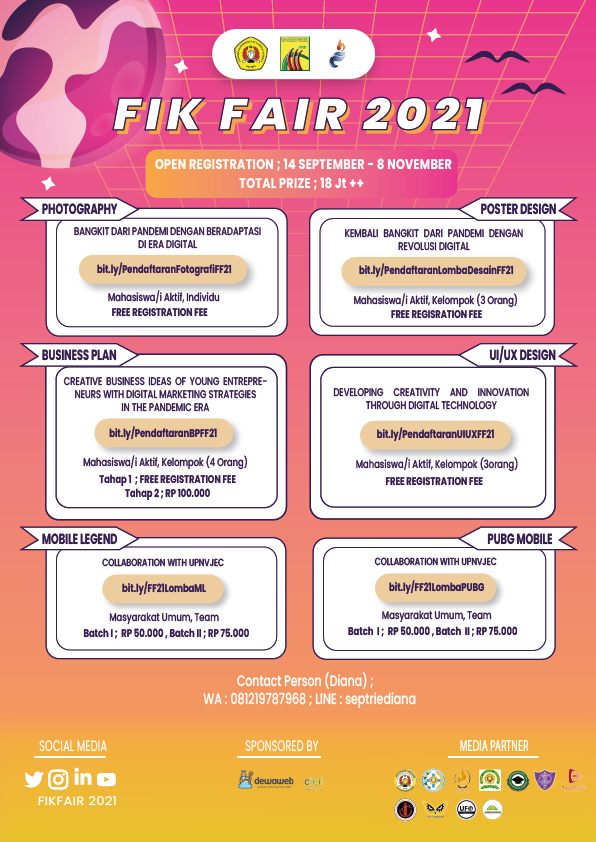 FIK FAIR 2021
OPEN REGISTRATION ; 14 SEPTEMBER - 8 NOVEMBER
TOTAL PRIZE ; 18 Jt ++
PHOTOGRAPHY
BANGKIT DARI PANDEMI DENGAN BERADAPTASI
DI ERA DIGITAL
bit.ly/PendaftaranFotografiFF21
Mahasiswa/i Aktif, Individu
FREE REGISTRATION FEE
POSTER DESIGN
KEMBALI BANGKIT DARI PANDEMI DENGAN
REVOLUSI DIGITAL
bit.ly/PendaftaranLombaDesainFF21
Mahasiswa/i Aktif, Kelompok (3 Orang)
FREE REGISRATION FEE
BUSINESS PLAN
CREATIVE BUSINESS IDEAS OF YOUNG ENTREPRE-
NEURS WITH DIGITAL MARKETING STRATEGIES
IN THE PANDEMIC ERA
bit.ly/PendaftaranBPFF21
Mahasiswa/i Aktif, Kelompok (4 Orang)
Tahap 1 ; FREE REGISTRATION FEE
Tahap 2 ; RP 100.000
UI/UX DESIGN
DEVELOPING CREATIVITY AND INNOVATION
THROUGH DIGITAL TECHNOLOGY
bit.ly/PendaftaranUIUXFF21
Mahasiswa/i Aktif, Kelompok (3orang)
FREE REGISTRATION FEE
MOBILE LEGEND
COLLABORATION WITH UPNVJEC
bit.ly/FF21LombaML
Masyarakat Umum, Team
Batch I ; RP 50.000 , Batch II ; RP 75.000
PUBG MOBILE
COLLABORATION WITH UPNVJEC
bit.ly/FF21LombaPUBG
Masyarakat Umum, Team
Batch I ; RP 50.000 , Batch II ; RP 75.000
Contact Person (Diana) ;
WA : 081219787968 ; LINE : septriediana
SOCIAL MEDIA
FIKFAIR 2021
SPONSORED BY
dewaweb
MEDIA PARTNER
UFO